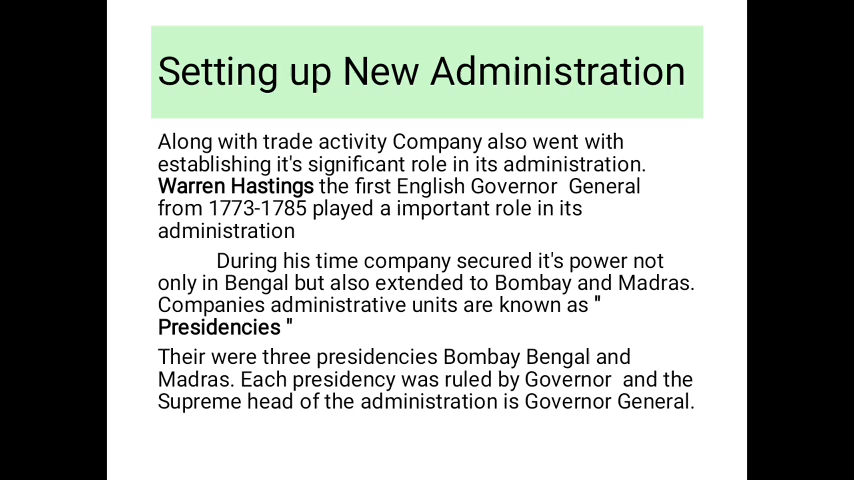 Setting up New Administration
Along with trade activity Company also went with
establishing it's significant role in its administration.
Warren Hastings the first English Governor  General
from 1773-1785 played a important role in its
administration
During his time company secured it's power not
only in Bengal but also extended to Bombay and Madras.
Companies administrative units are known as "
Presidencies "
Their were three presidencies Bombay Bengal and
Madras. Each presidency was ruled by Governor  and the
Supreme head of the administration is Governor General.